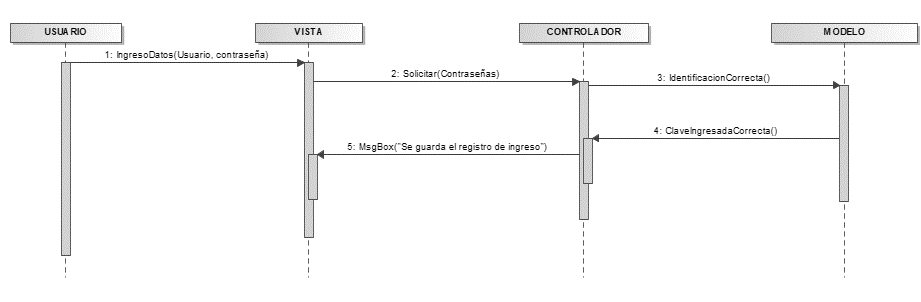 USUARIO
VISTA
CONTROLADOR
MODELO
1: IngresoDatos(Usuario, contraseña)
2: Solicitar(Contraseñas)
3: IdentificacionCorrecta()
4: ClaveIngresadaCorrecta()
5: MsgBox("Se guarda el registro de ingreso")